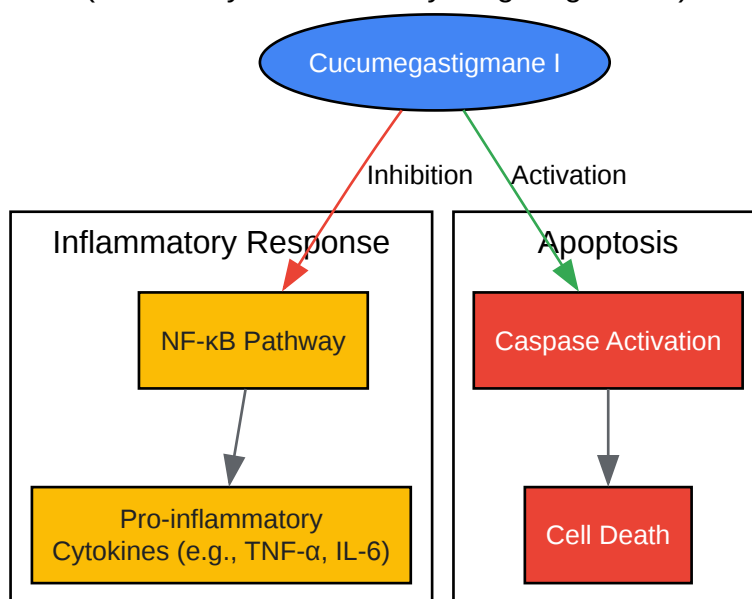 Cucumegastigmane I
Inhibition
Activation
Inflammatory Response
Apoptosis
NF-κB Pathway
Caspase Activation
Pro-inflammatory
Cytokines (e.g., TNF-α, IL-6)
Cell Death